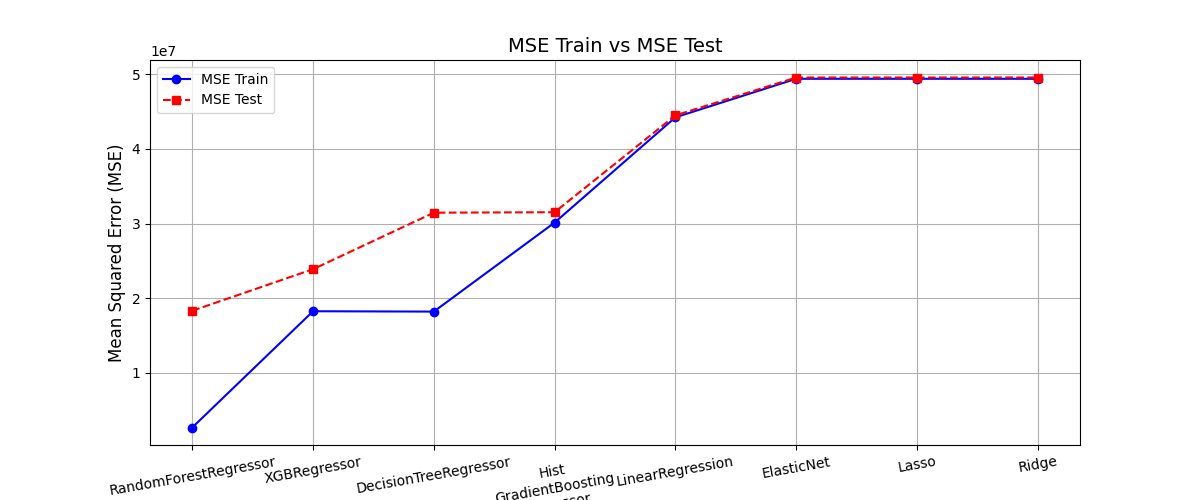 MSE Train vs MSE Test
1e7
MSE Train
MSE Test
Mean Squared Error (MSE)
5
4
3
2
1
RandomForestRegressor
XGBRegressor
DecisionTreeRegressor
Hist
GradientBoosting
LinearRegression
ElasticNet
Lasso
Ridge